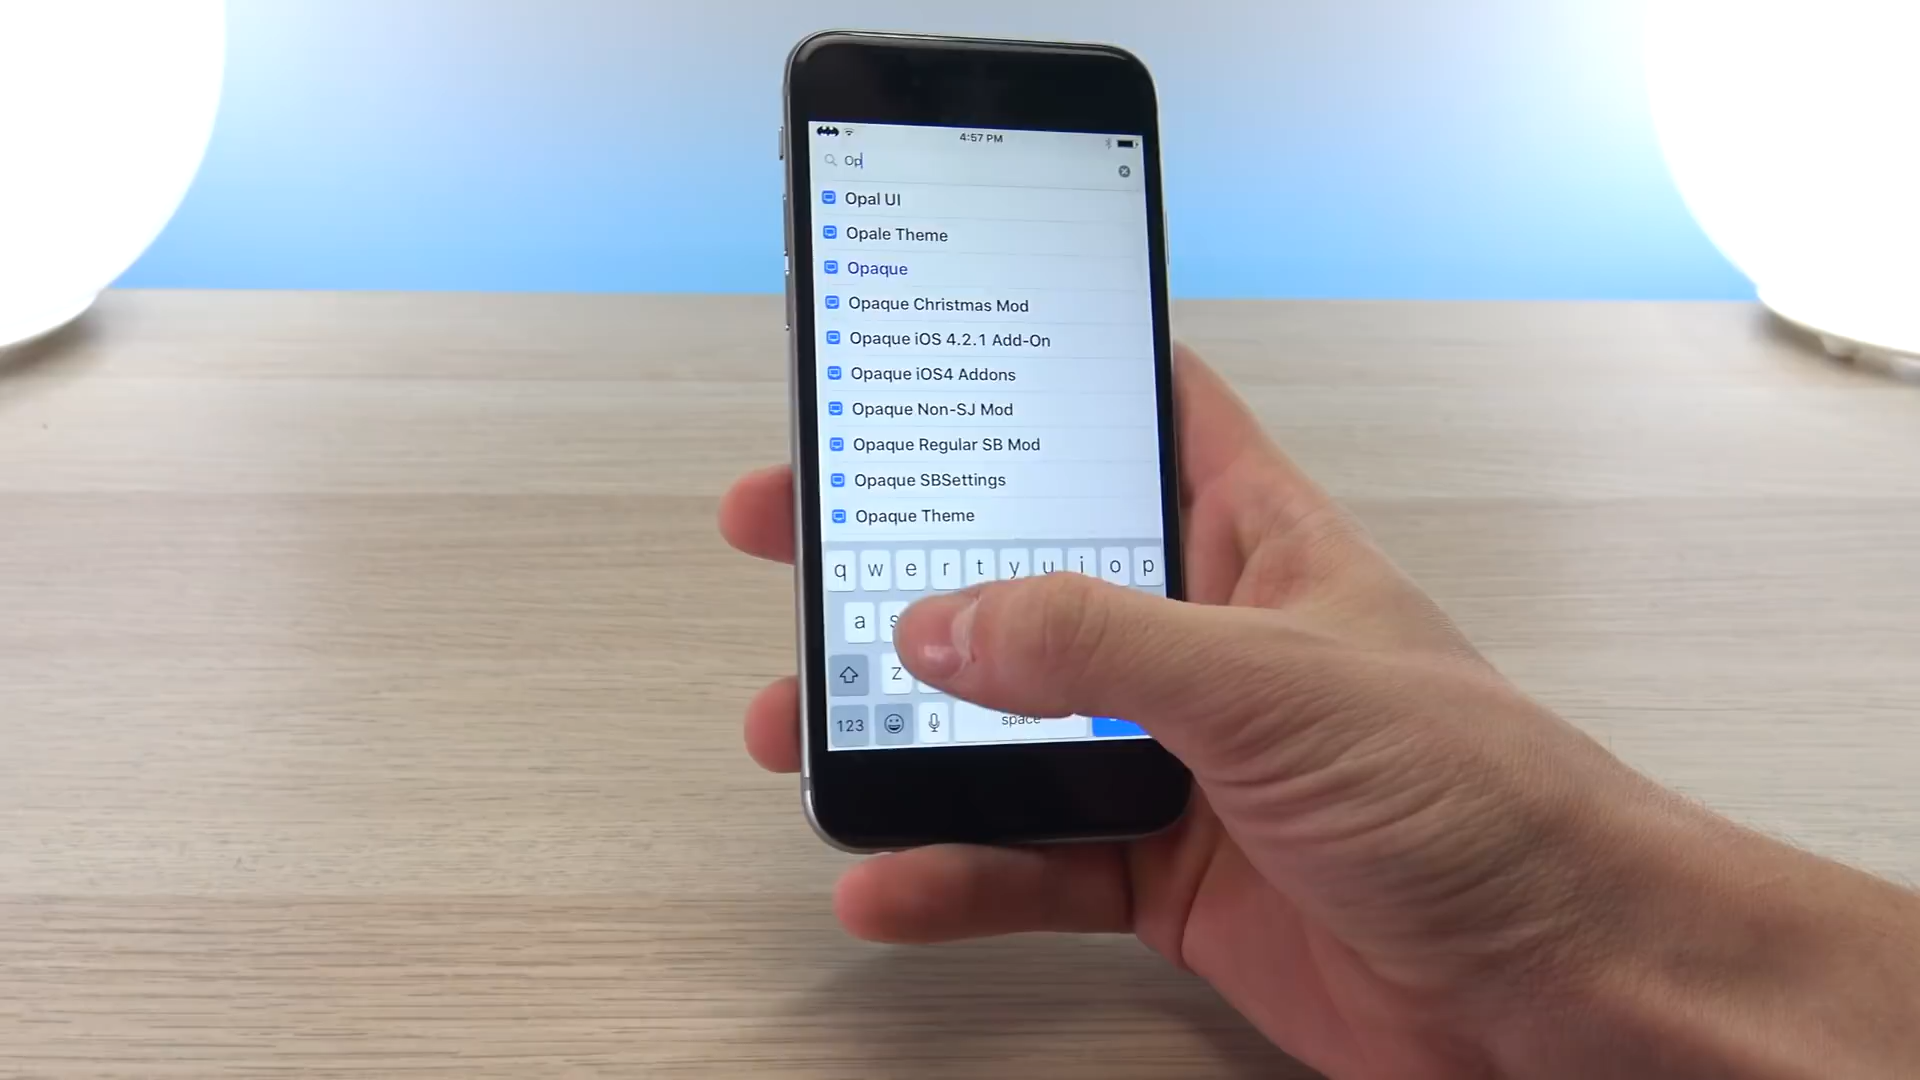 4:57 PM
Op
Opal UI
Opale Theme
Opaque
Opaque Christmas Mod
Opaque iOS 4.2.1 Add-On
Opaque iOS4 Addons
Opaque Non-SJ Mod
Opaque Regular SB Mod
Opaque SBSettings
Opaque Theme
q w e r t y u i o p
a s
z
123 space